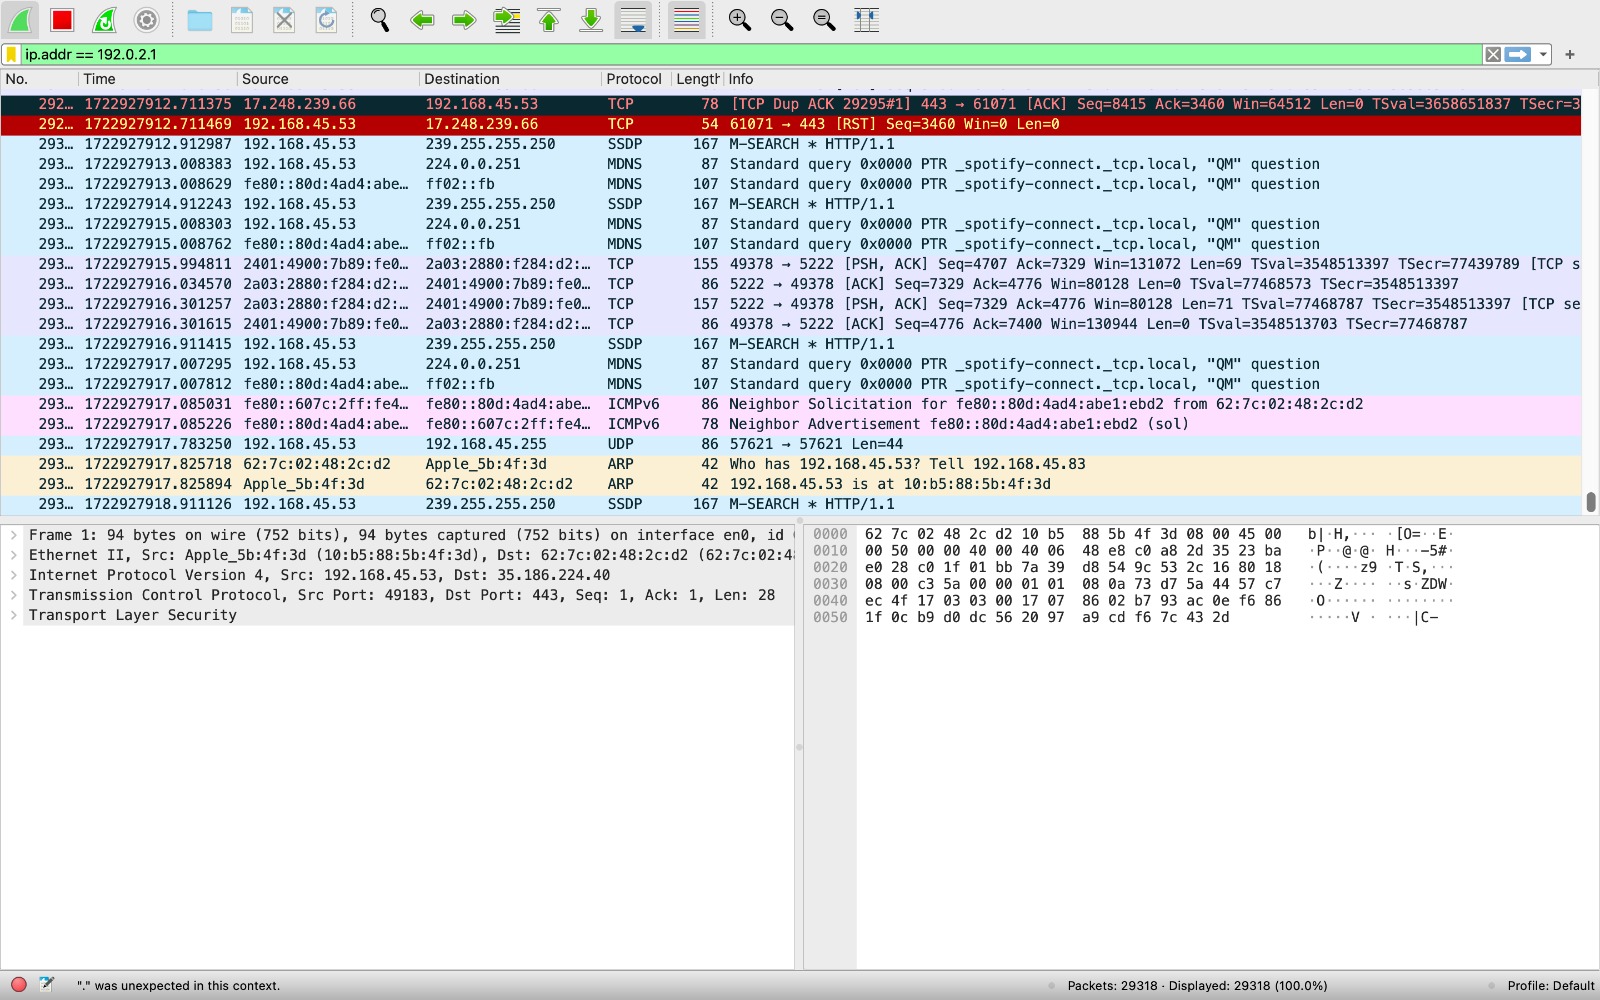 ip.addr == 192.0.2.1
+
No. Time Source Destination Protocol Length Info
292… 1722927912.711375 17.248.239.66 192.168.45.53 TCP 78 [TCP Dup ACK 29295#1] 443 → 61071 [ACK] Seq=8415 Ack=3460 Win=64512 Len=0 TSval=3658651837 TSecr=3
292… 1722927912.711469 192.168.45.53 17.248.239.66 TCP 54 61071 → 443 [RST] Seq=3460 Win=0 Len=0
293… 1722927912.912987 192.168.45.53 239.255.255.250 SSDP 167 M-SEARCH * HTTP/1.1
293… 1722927913.008383 192.168.45.53 224.0.0.251 MDNS 87 Standard query 0x0000 PTR _spotify-connect._tcp.local, "QM" question
293… 1722927913.008629 fe80::80d:4ad4:abe… ff02::fb MDNS 107 Standard query 0x0000 PTR _spotify-connect._tcp.local, "QM" question
293… 1722927914.912243 192.168.45.53 239.255.255.250 SSDP 167 M-SEARCH * HTTP/1.1
293… 1722927915.008303 192.168.45.53 224.0.0.251 MDNS 87 Standard query 0x0000 PTR _spotify-connect._tcp.local, "QM" question
293… 1722927915.008762 fe80::80d:4ad4:abe… ff02::fb MDNS 107 Standard query 0x0000 PTR _spotify-connect._tcp.local, "QM" question
293… 1722927915.994811 2401:4900:7b89:fe0… 2a03:2880:f284:d2:… TCP 155 49378 → 5222 [PSH, ACK] Seq=4707 Ack=7329 Win=131072 Len=69 TSval=3548513397 TSecr=77439789 [TCP s
293… 1722927916.034570 2a03:2880:f284:d2:… 2401:4900:7b89:fe0… TCP 86 5222 → 49378 [ACK] Seq=7329 Ack=4776 Win=80128 Len=0 TSval=77468573 TSecr=3548513397
293… 1722927916.301257 2a03:2880:f284:d2:… 2401:4900:7b89:fe0… TCP 157 5222 → 49378 [PSH, ACK] Seq=7329 Ack=4776 Win=80128 Len=71 TSval=77468787 TSecr=3548513397 [TCP se
293… 1722927916.301615 2401:4900:7b89:fe0… 2a03:2880:f284:d2:… TCP 86 49378 → 5222 [ACK] Seq=4776 Ack=7400 Win=130944 Len=0 TSval=3548513703 TSecr=77468787
293… 1722927916.911415 192.168.45.53 239.255.255.250 SSDP 167 M-SEARCH * HTTP/1.1
293… 1722927917.007295 192.168.45.53 224.0.0.251 MDNS 87 Standard query 0x0000 PTR _spotify-connect._tcp.local, "QM" question
293… 1722927917.007812 fe80::80d:4ad4:abe… ff02::fb MDNS 107 Standard query 0x0000 PTR _spotify-connect._tcp.local, "QM" question
293… 1722927917.085031 fe80::607c:2ff:fe4… fe80::80d:4ad4:abe… ICMPv6 86 Neighbor Solicitation for fe80::80d:4ad4:abe1:ebd2 from 62:7c:02:48:2c:d2
293… 1722927917.085226 fe80::80d:4ad4:abe… fe80::607c:2ff:fe4… ICMPv6 78 Neighbor Advertisement fe80::80d:4ad4:abe1:ebd2 (sol)
293… 1722927917.783250 192.168.45.53 192.168.45.255 UDP 86 57621 → 57621 Len=44
293… 1722927917.825718 62:7c:02:48:2c:d2 Apple_5b:4f:3d ARP 42 Who has 192.168.45.53? Tell 192.168.45.83
293… 1722927917.825894 Apple_5b:4f:3d 62:7c:02:48:2c:d2 ARP 42 192.168.45.53 is at 10:b5:88:5b:4f:3d
293… 1722927918.911126 192.168.45.53 239.255.255.250 SSDP 167 M-SEARCH * HTTP/1.1
Frame 1: 94 bytes on wire (752 bits), 94 bytes captured (752 bits) on interface en0, id
Ethernet II, Src: Apple_5b:4f:3d (10:b5:88:5b:4f:3d), Dst: 62:7c:02:48:2c:d2 (62:7c:02:48
Internet Protocol Version 4, Src: 192.168.45.53, Dst: 35.186.224.40
Transmission Control Protocol, Src Port: 49183, Dst Port: 443, Seq: 1, Ack: 1, Len: 28
Transport Layer Security
0000 62 7c 02 48 2c d2 10 b5 88 5b 4f 3d 08 00 45 00 b|·H,··· ·[O=··E·
0010 00 50 00 00 40 00 40 06 48 e8 c0 a8 2d 35 23 ba ·P··@·@· H···-5#·
0020 e0 28 c0 1f 01 bb 7a 39 d8 54 9c 53 2c 16 80 18 ·(····z9 ·T·S,···
0030 08 00 c3 5a 00 00 01 01 08 0a 73 d7 5a 44 57 c7 ···Z···· ··s·ZDW·
0040 ec 4f 17 03 03 00 17 07 86 02 b7 93 ac 0e f6 86 ·O······ ········
0050 1f 0c b9 d0 dc 56 20 97 a9 cd f6 7c 43 2d ·····V · ···|C-
"." was unexpected in this context.
Packets: 29318 · Displayed: 29318 (100.0%)
Profile: Default